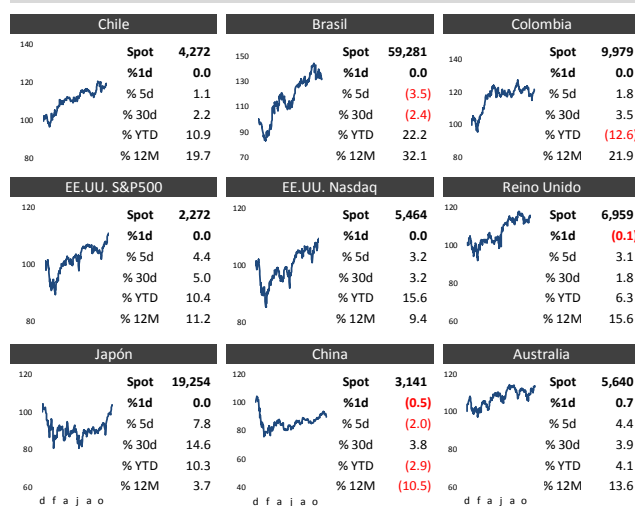 Chile
140
120
100
80
Spot 4,272
%1d 0.0
% 5d 1.1
% 30d 2.2
% YTD 10.9
% 12M 19.7
Brasil
150
130
110
90
70
Spot 59,281
%1d 0.0
% 5d (3.5)
% 30d (2.4)
% YTD 22.2
% 12M 32.1
Colombia
140
120
100
80
Spot 9,979
%1d 0.0
% 5d 1.8
% 30d 3.5
% YTD (12.6)
% 12M 21.9
EE.UU. S&P500
120
100
80
Spot 2,272
%1d 0.0
% 5d 4.4
% 30d 5.0
% YTD 10.4
% 12M 11.2
EE.UU. Nasdaq
120
100
80
Spot 5,464
%1d 0.0
% 5d 3.2
% 30d 3.2
% YTD 15.6
% 12M 9.4
Reino Unido
120
100
80
60
Spot 6,959
%1d (0.1)
% 5d 3.1
% 30d 1.8
% YTD 6.3
% 12M 15.6
Japón
120
100
80
60
d f a j a o
Spot 19,254
%1d 0.0
% 5d 7.8
% 30d 14.6
% YTD 10.3
% 12M 3.7
China
120
100
80
60
40
d f a j a o
Spot 3,141
%1d (0.5)
% 5d (2.0)
% 30d 3.8
% YTD (2.9)
% 12M (10.5)
Australia
120
100
80
60
d f a j a o
Spot 5,640
%1d 0.7
% 5d 4.4
% 30d 3.9
% YTD 4.1
% 12M 13.6